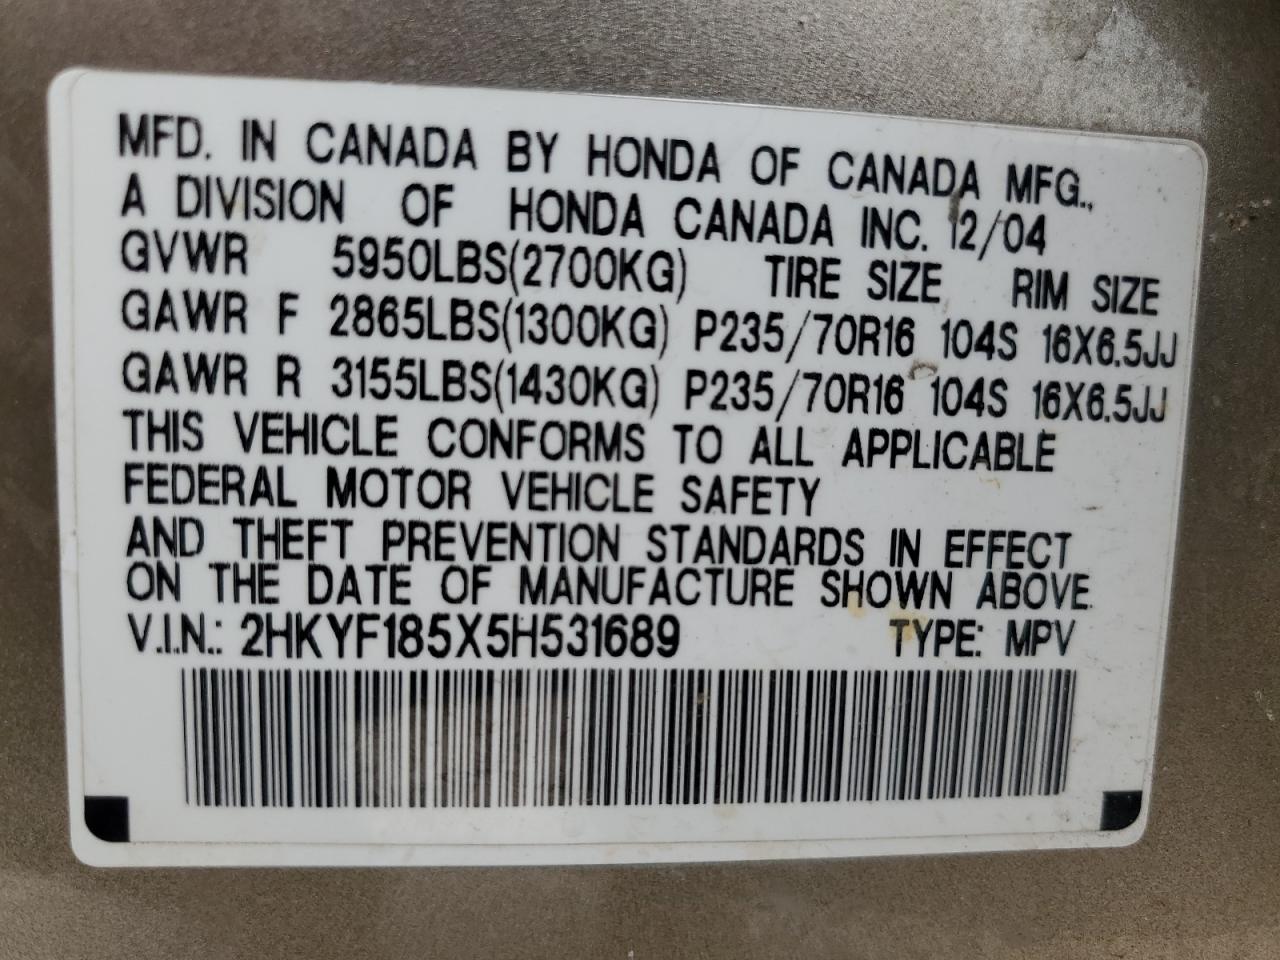 MFD. IN CANADA BY HONDA OF CANADA MFG.,
A DIVISION OF HONDA CANADA INC. 12/04
GVWR 5950LBS(2700KG) TIRE SIZE RIM SIZE
GAWR F 2865LBS(1300KG) P235/70R16 104S 16X6.5JJ
GAWR R 3155LBS(1430KG) P235/70R16 104S 16X6.5JJ
THIS VEHICLE CONFORMS TO ALL APPLICABLE
FEDERAL MOTOR VEHICLE SAFETY
AND THEFT PREVENTION STANDARDS IN EFFECT
ON THE DATE OF MANUFACTURE SHOWN ABOVE.
V.I.N.: 2HKYF185X5H531689 TYPE: MPV